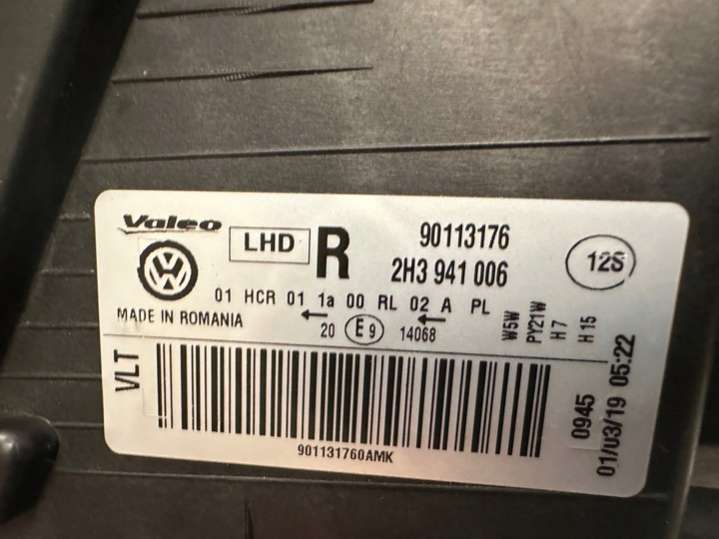 Valeo
LHD
R
90113176
2H3 941 006
12S
01 HCR 01 1a 00 RL 02 A PL
MADE IN ROMANIA
← 20 E9 ← 14068
W5W
PY21W
H7
H15
VLT
901131760AMK
0945
01/03/19 05:22